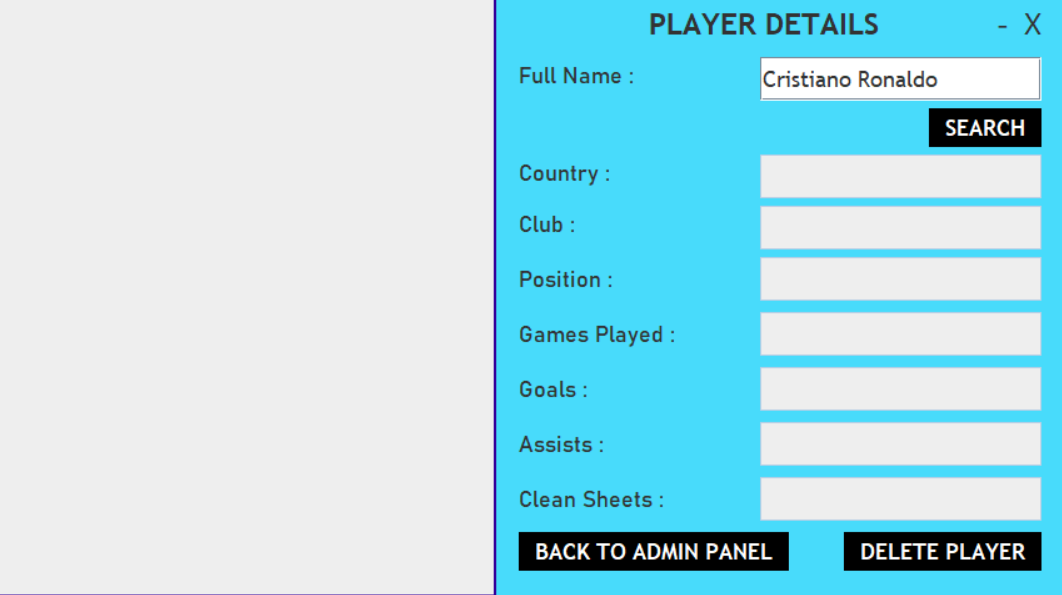 PLAYER DETAILS - X
Full Name : Cristiano Ronaldo
SEARCH
Country :
Club :
Position :
Games Played :
Goals :
Assists :
Clean Sheets :
BACK TO ADMIN PANEL DELETE PLAYER